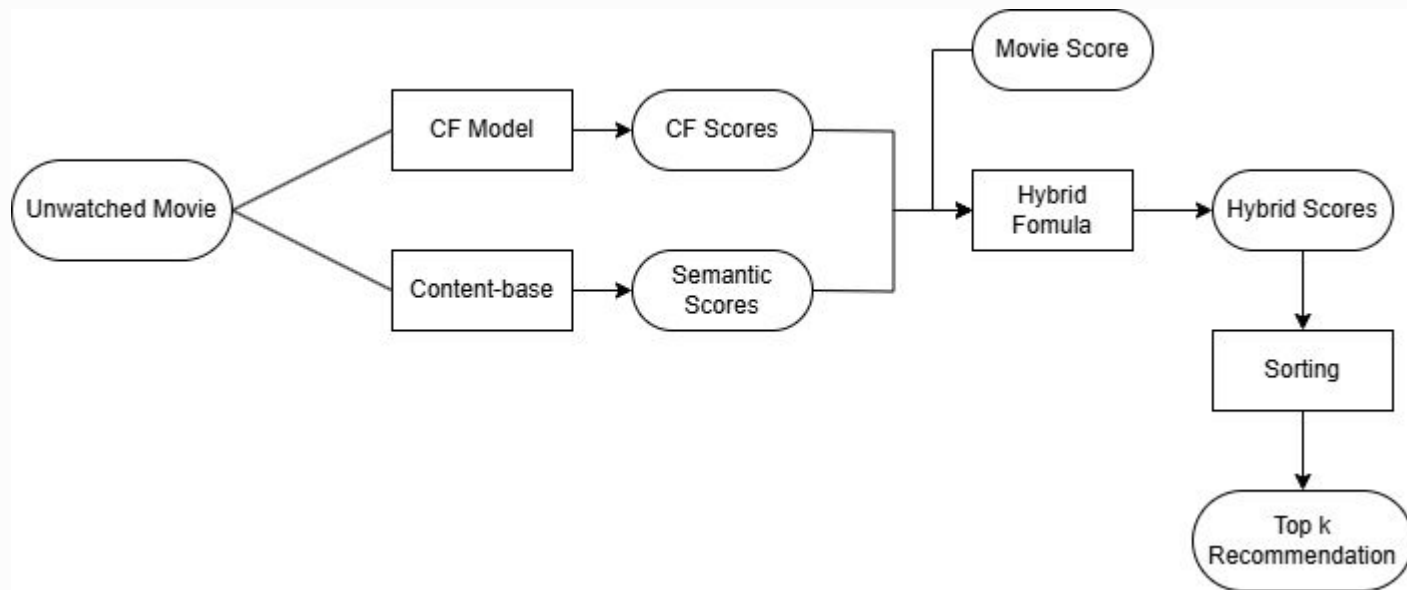 Movie Score
CF Model
CF Scores
Unwatched Movie
Hybrid
Fomula
Hybrid Scores
Content-base
Semantic
Scores
Sorting
Top k
Recommendation